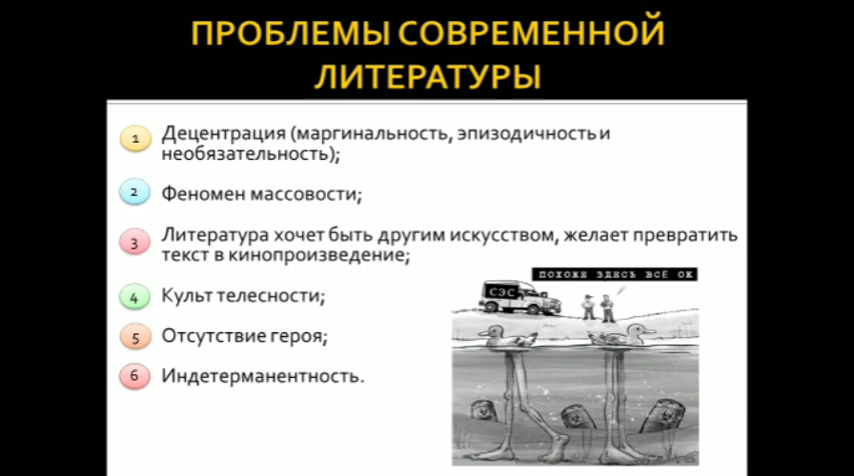 ПРОБЛЕМЫ СОВРЕМЕННОЙ
ЛИТЕРАТУРЫ
1 Децентрация (маргинальность, эпизодичность и
необязательность);
2 Феномен массовости;
3 Литература хочет быть другим искусством, желает превратить
текст в кинопроизведение;
ПОХОЖЕ ЗДЕСЬ ВСЁ ОК
СЭС
4 Культ телесности;
5 Отсутствие героя;
6 Индетерманентность.